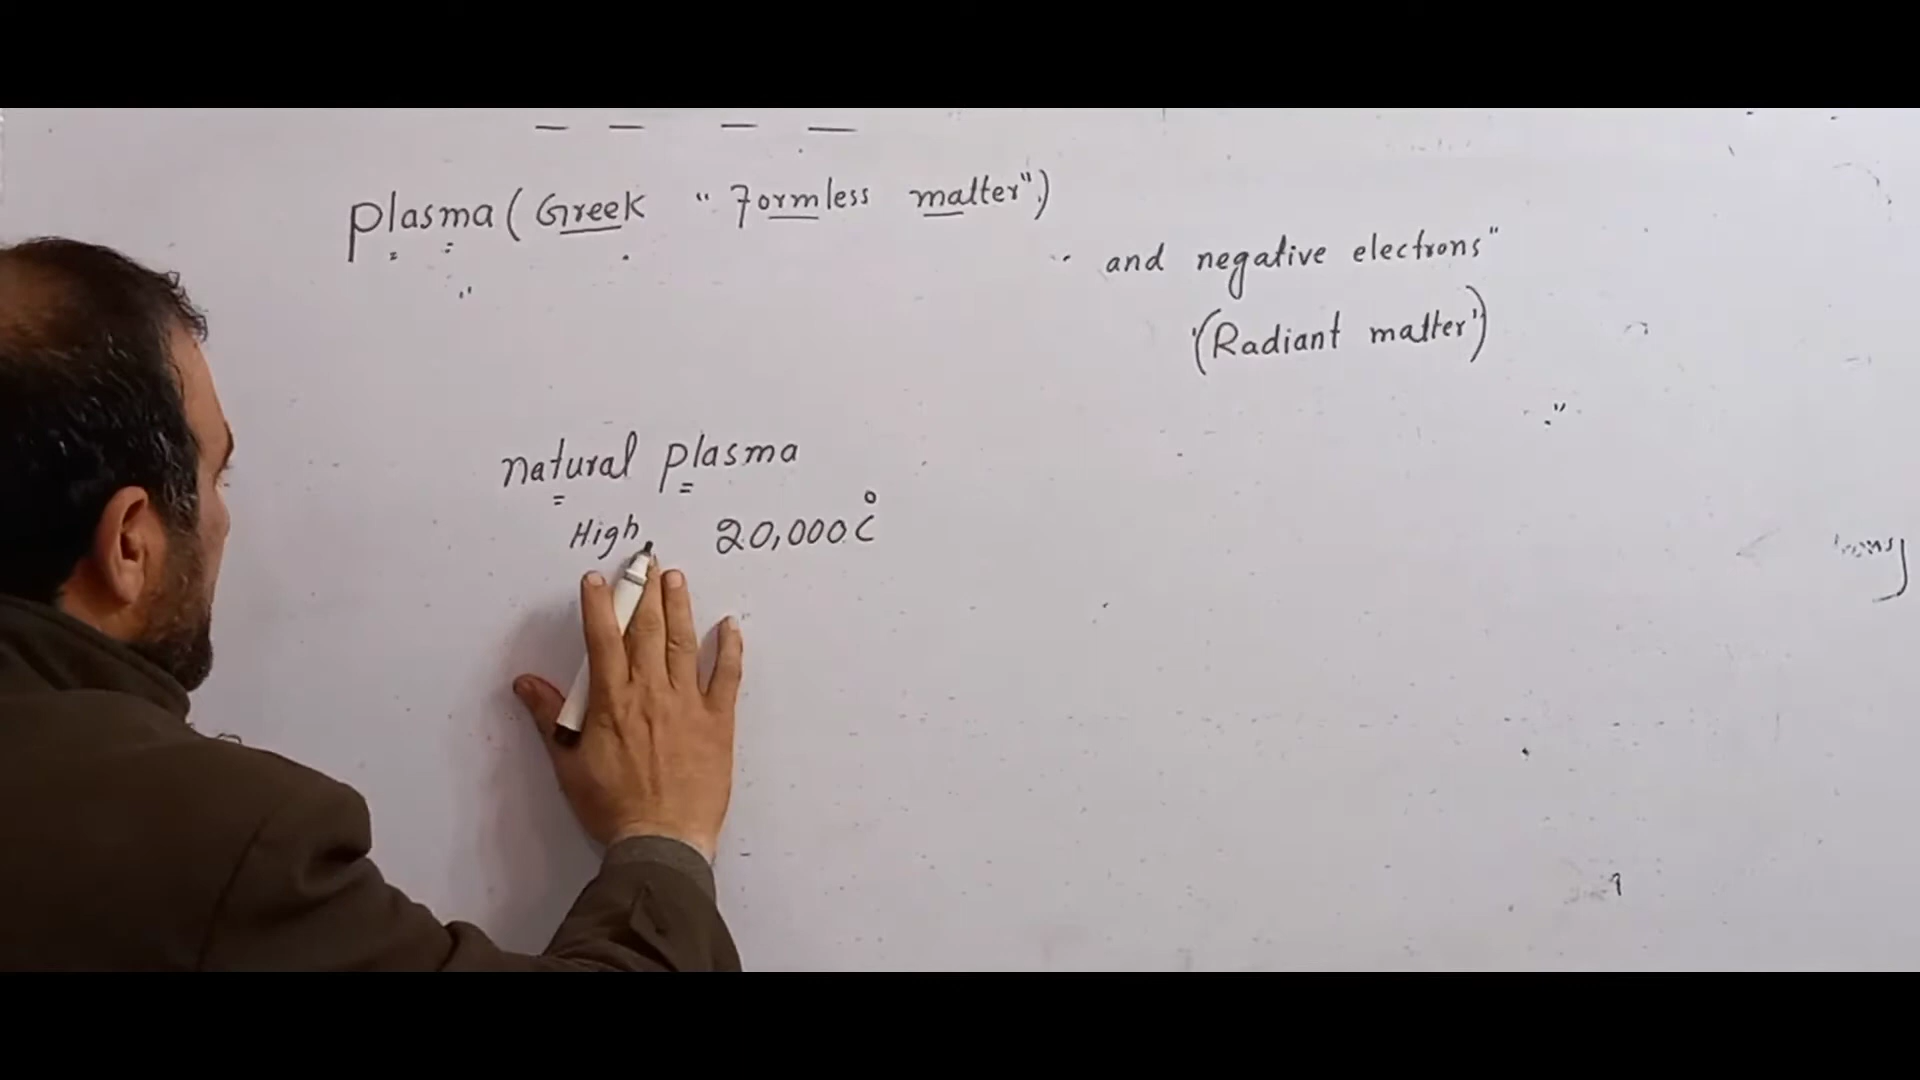 Plasma (Greek "Formless matter")
and negative electrons"
"(Radiant matter")
natural plasma
High 20,000 C°